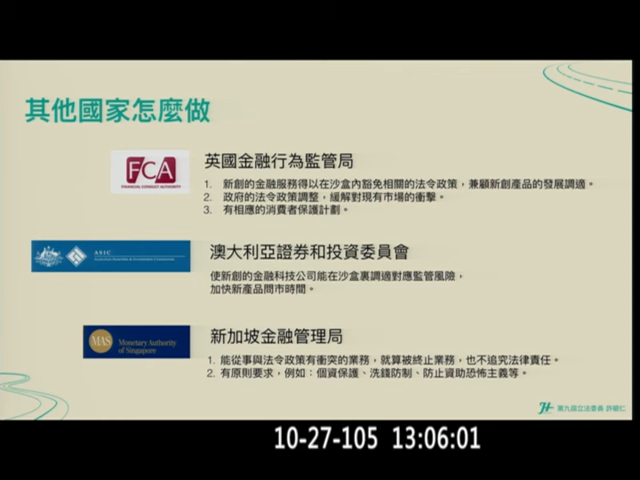 其他國家怎麼做
FCA
FINANCIAL CONDUCT AUTHORITY
英國金融行為監管局
1. 新創的金融服務得以在沙盒內豁免相關的法令政策，兼顧新創產品的發展調適。
2. 政府的法令政策調整，緩解對現有市場的衝擊。
3. 有相應的消費者保護計劃。
ASIC
澳大利亞證券和投資委員會
使新創的金融科技公司能在沙盒裏調適對應監管風險，
加快新產品問市時間。
MAS
Monetary Authority
of Singapore
新加坡金融管理局
1. 能從事與法令政策有衝突的業務，就算被終止業務，也不追究法律責任。
2. 有原則要求，例如：個資保護、洗錢防制、防止資助恐怖主義等。
第九屆立法委員 許毓仁
10-27-105 13:06:01